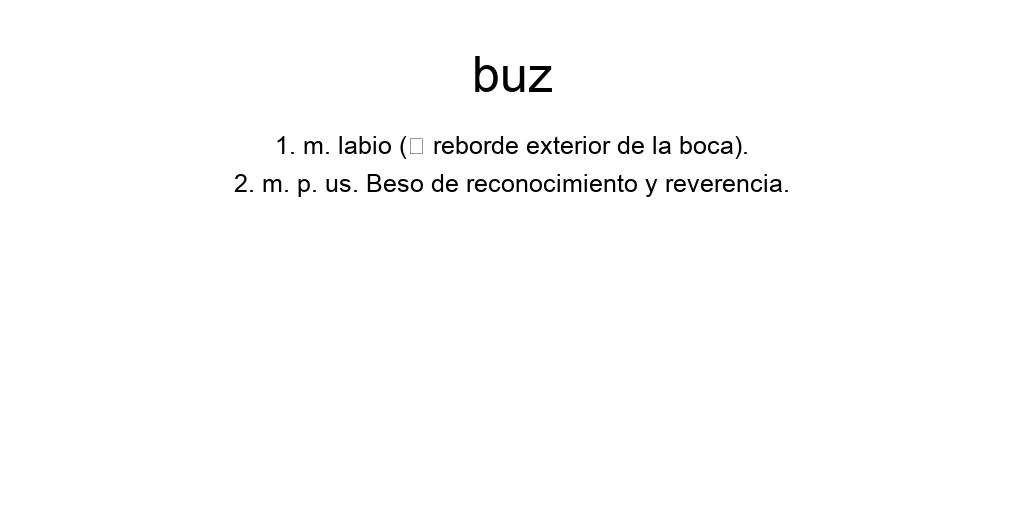 buz
1. m. labio (□ reborde exterior de la boca).
2. m. p. us. Beso de reconocimiento y reverencia.